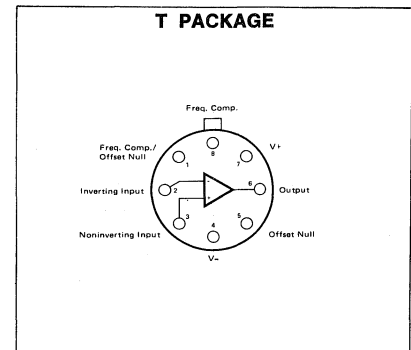 T PACKAGE
Freq. Comp.
Freq. Comp./
Offset Null
V+
8
1
7
Inverting Input
2
-
6
Output
+
3
5
Noninverting Input
4
Offset Null
V-